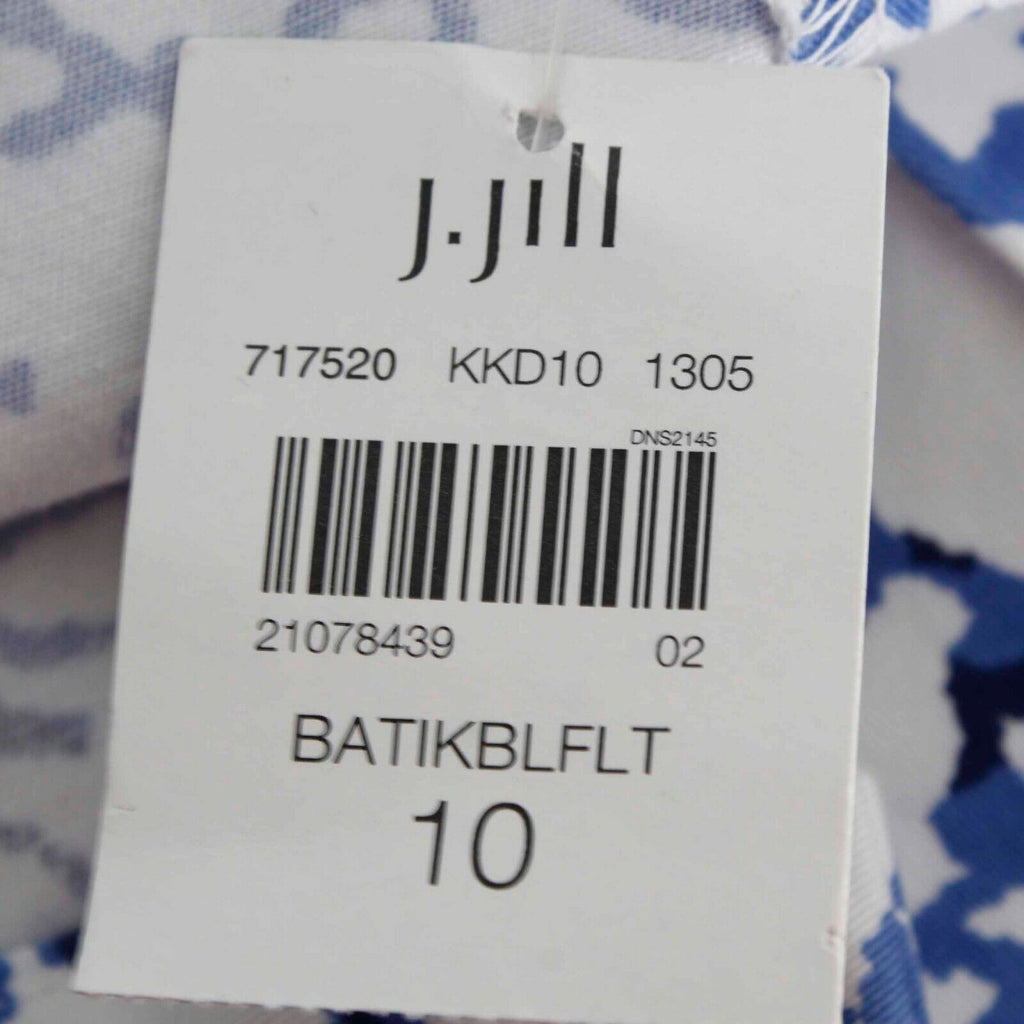 j.jill
717520 KKD10 1305
DNS2145
21078439 02
BATIKBLFLT
10